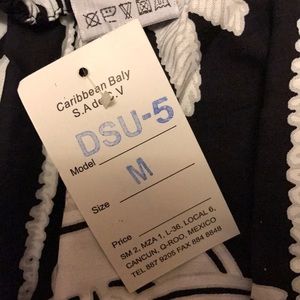 Caribbean Baly
S.A de C.V
DSU-5
Model
M
Size
Price
SM 2, MZA 1, L-36, LOCAL 6,
CANCUN, Q-ROO, MEXICO
TEL 887 9205 FAX 884 6848